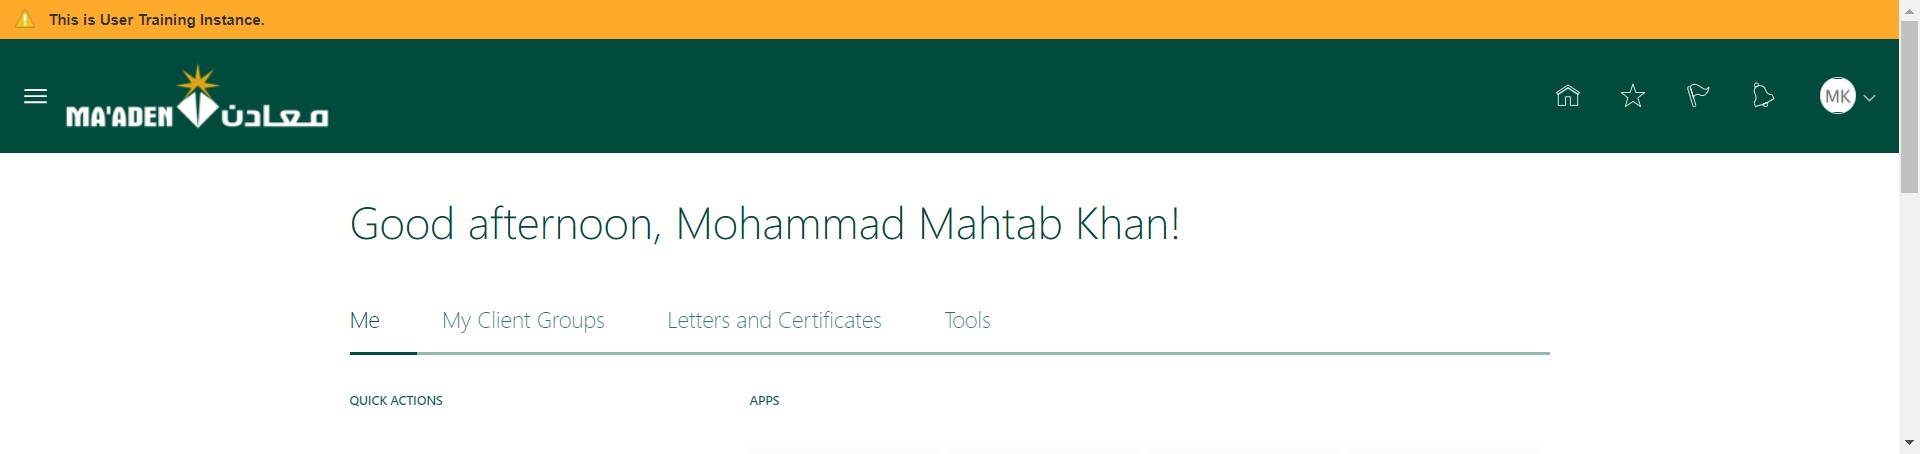 This is User Training Instance.
MA'ADEN معادن
MK
Good afternoon, Mohammad Mahtab Khan!
Me My Client Groups Letters and Certificates Tools
QUICK ACTIONS APPS